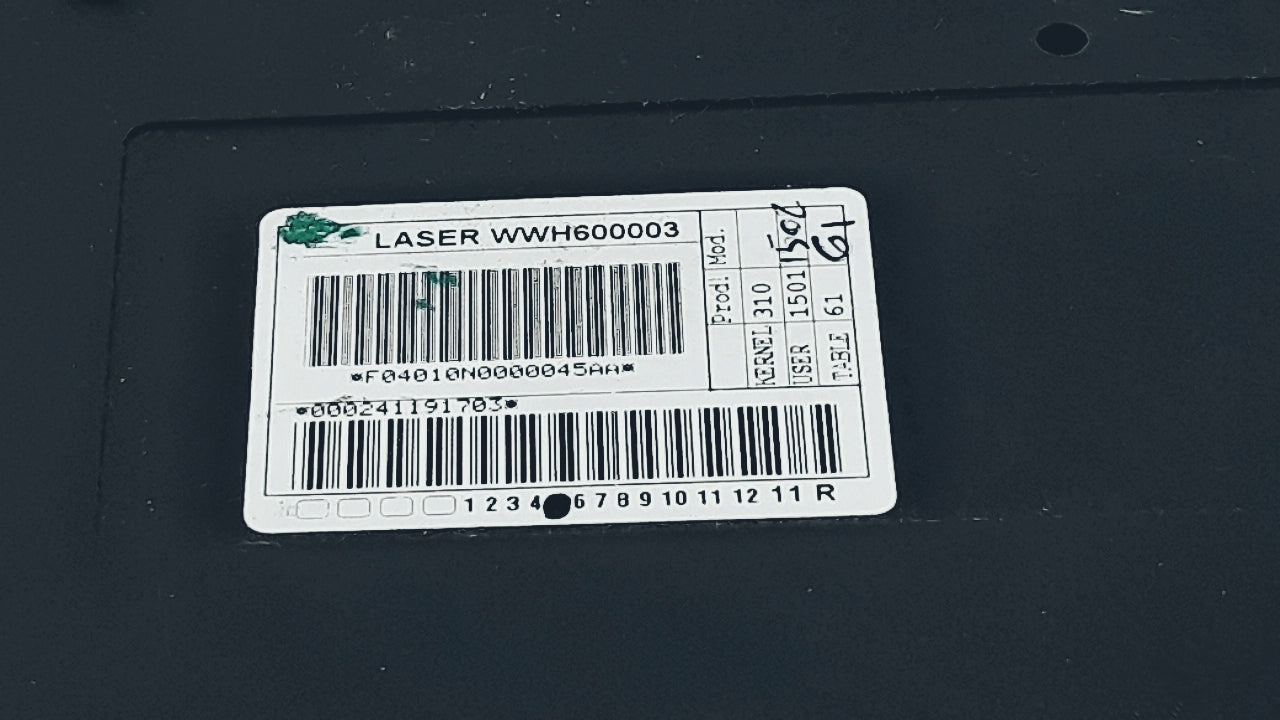 LASER WWH600003
*F04010N0000045AA*
*000241191703*
1 2 3 4 6 7 8 9 10 11 12 11 R
Prod! Mod.
KERNEL 310
USER 1501 1502
TABLE 61 61